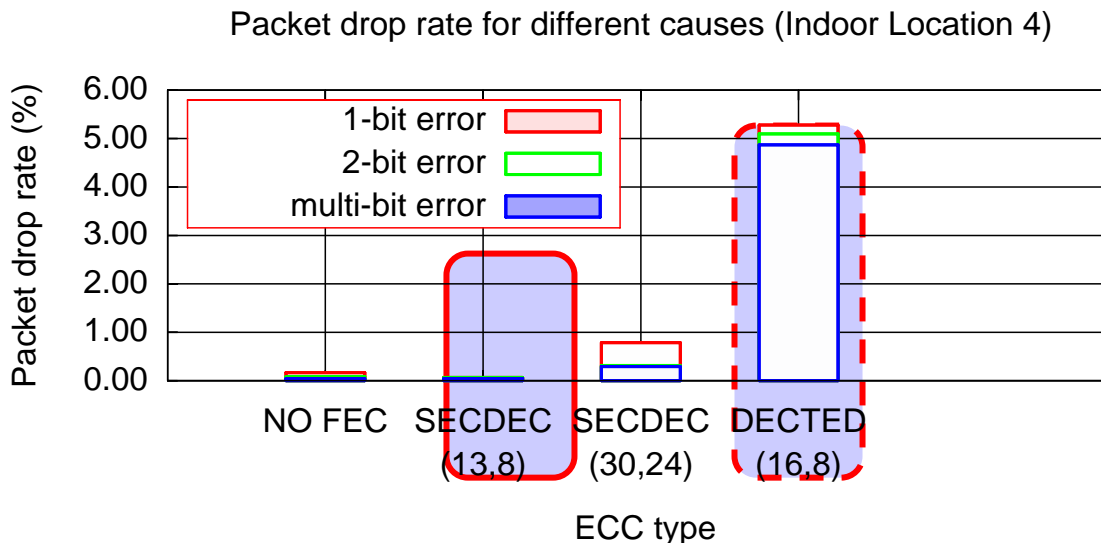 Packet drop rate for different causes (Indoor Location 4)
Packet drop rate (%)
6.00
5.00
4.00
3.00
2.00
1.00
0.00
1-bit error
2-bit error
multi-bit error
NO FEC SECDEC SECDEC DECTED
(13,8) (30,24) (16,8)
ECC type